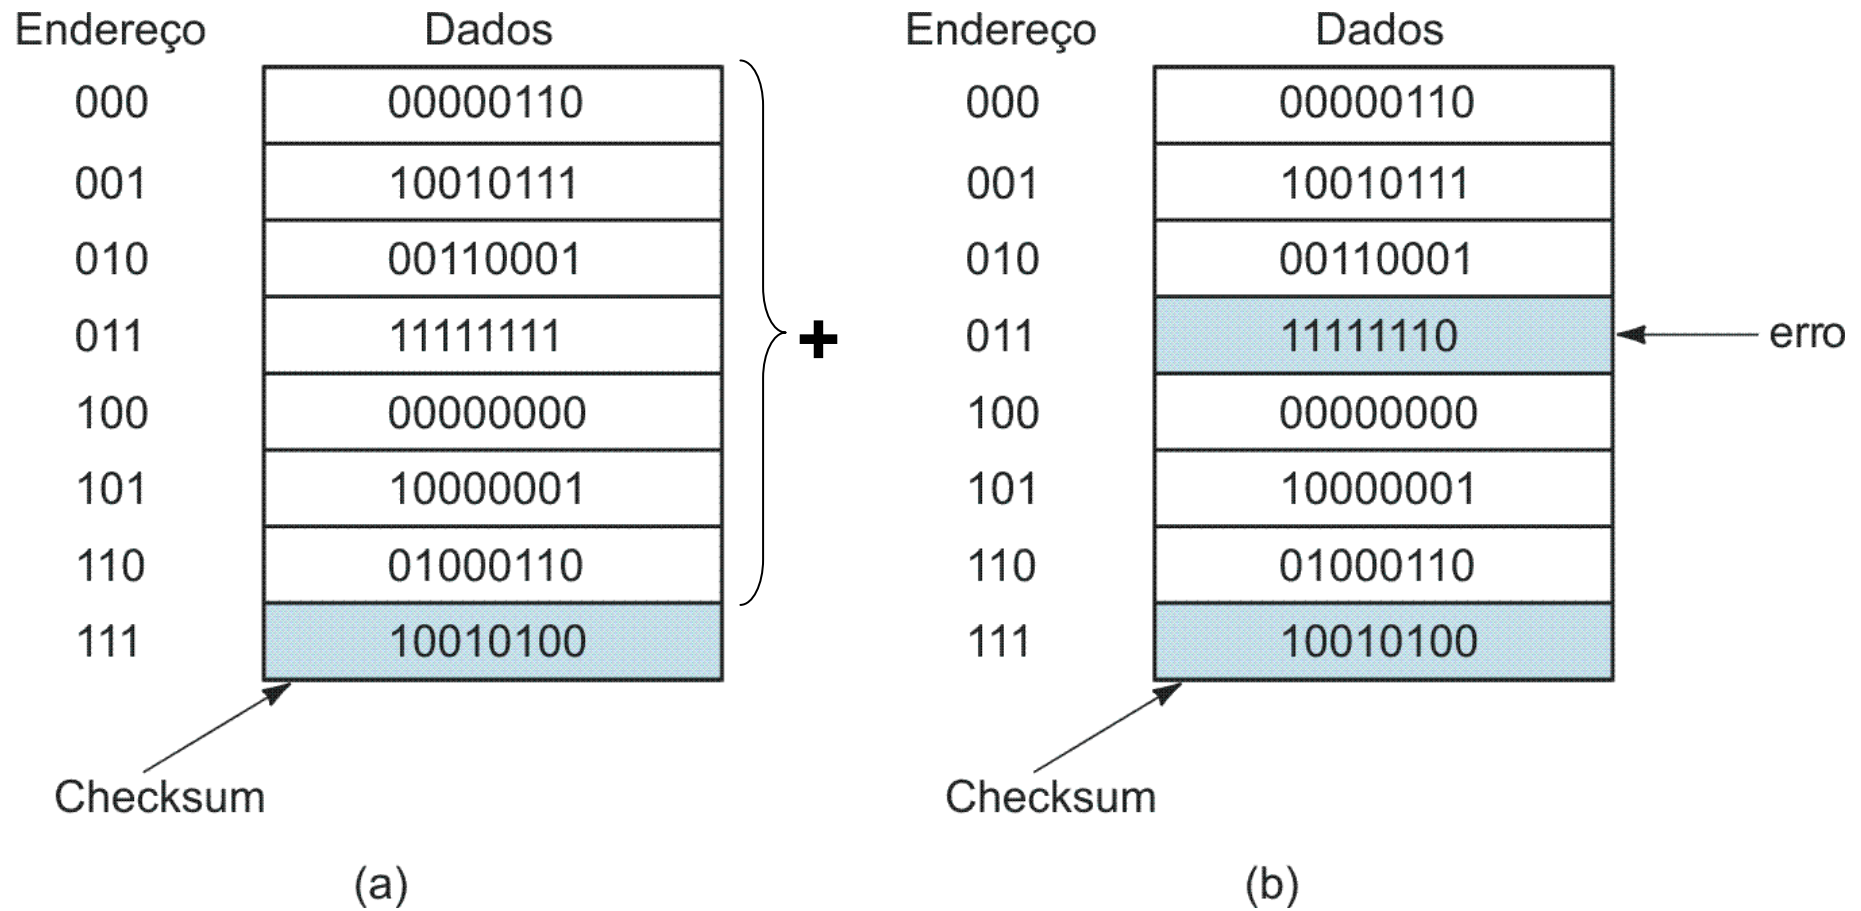 Endereço Dados Endereço Dados
000 00000110 000 00000110
001 10010111 001 10010111
010 00110001 010 00110001
011 11111111 + 011 11111110 erro
100 00000000 100 00000000
101 10000001 101 10000001
110 01000110 110 01000110
111 10010100 111 10010100
Checksum Checksum
(a) (b)